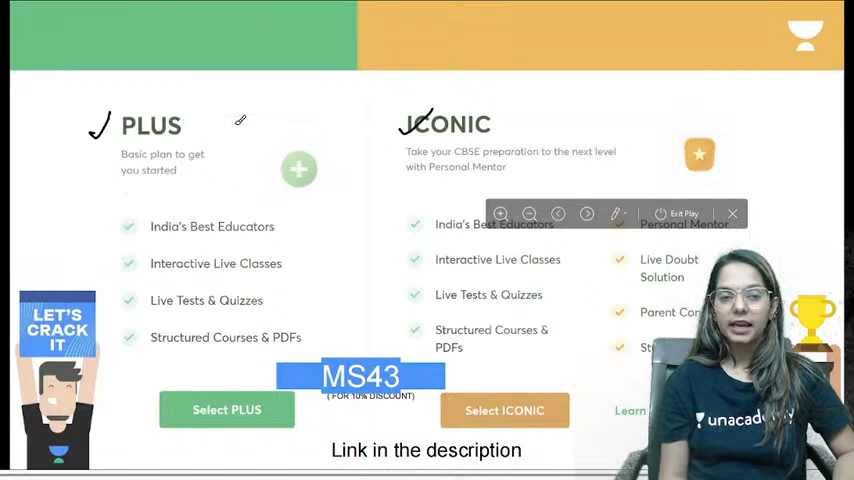 PLUS
Basic plan to get
you started
India's Best Educators
Interactive Live Classes
Live Tests & Quizzes
Structured Courses & PDFs
Select PLUS
ICONIC
Take your CBSE preparation to the next level
with Personal Mentor
India's Best Educators
Interactive Live Classes
Live Tests & Quizzes
Structured Courses &
PDFs
Select ICONIC
Exit Play
Personal Mentor
Live Doubt
Solution
Parent
Learn
LET'S
CRACK
IT
MS43
( FOR 10% DISCOUNT)
Link in the description
unacademy